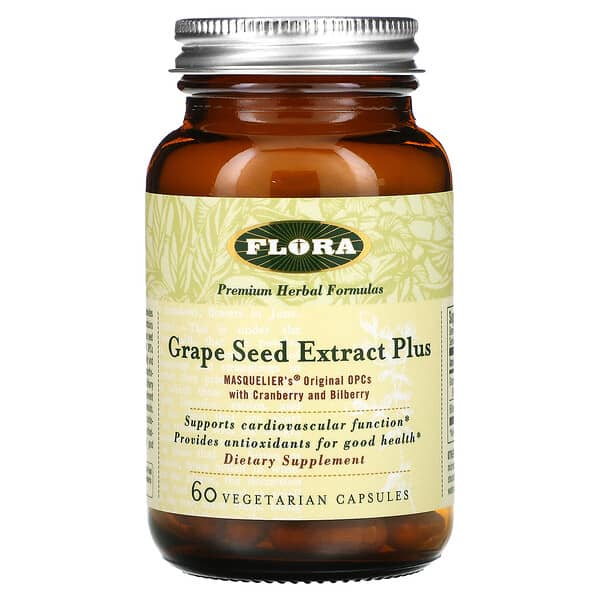 FLORA
Premium Herbal Formulas
Grape Seed Extract Plus
MASQUELIER's® Original OPCs
with Cranberry and Bilberry
Supports cardiovascular function*
Provides antioxidants for good health*
Dietary Supplement
60 VEGETARIAN CAPSULES